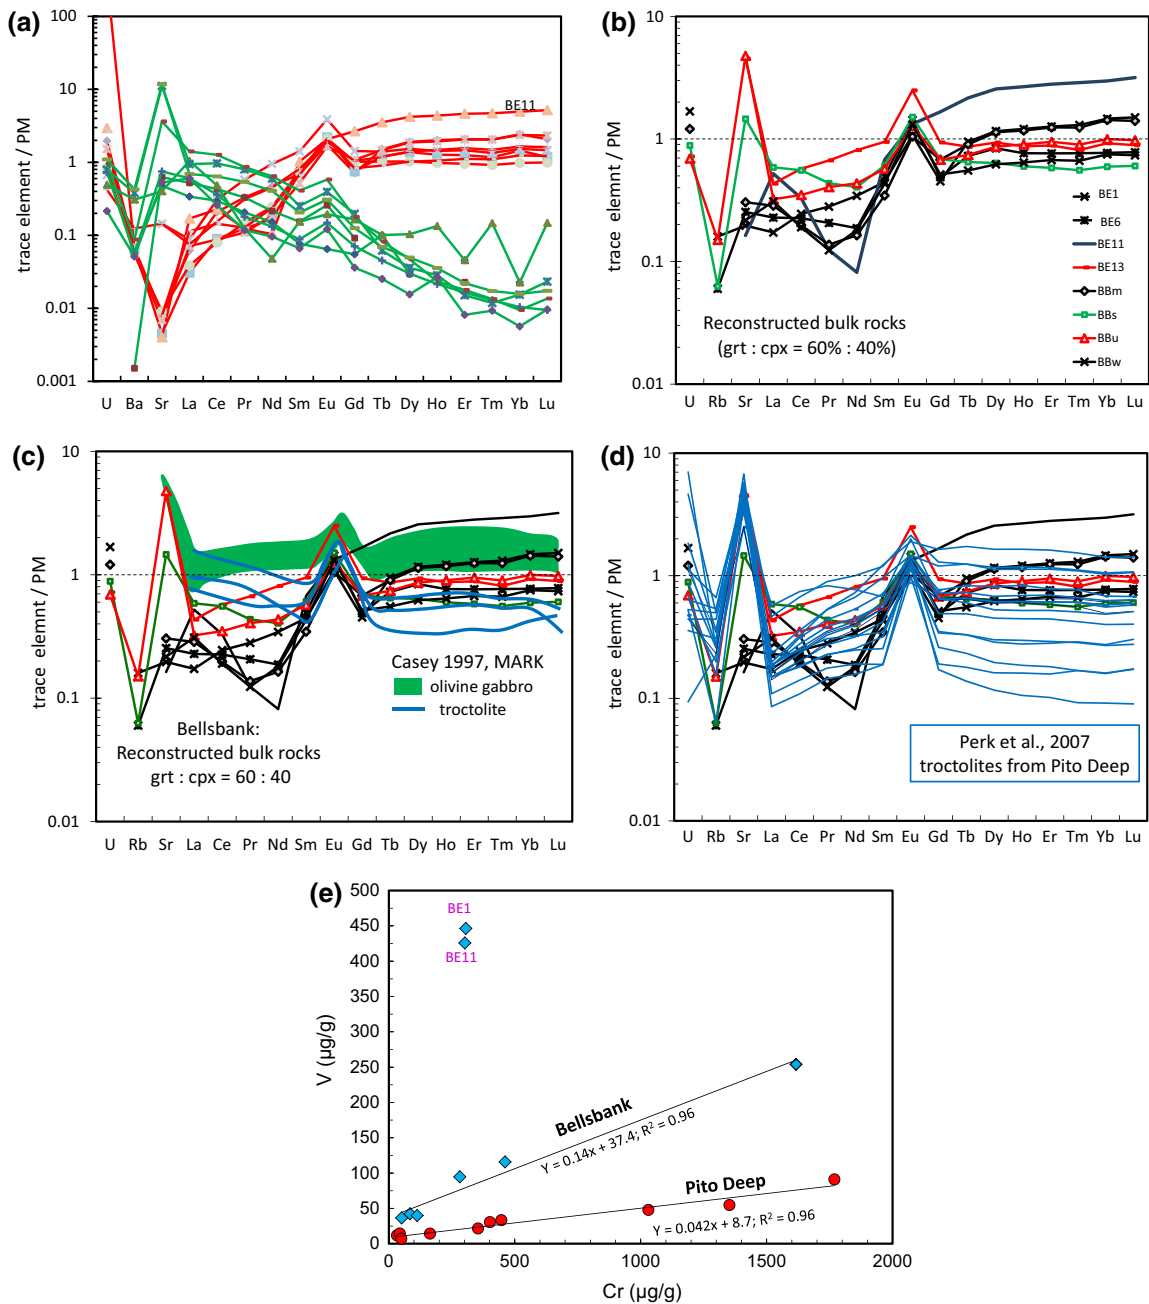 (a)
trace elemnt / PM
100
10
1
0.1
0.01
0.001
BE11
U Ba Sr La Ce Pr Nd Sm Eu Gd Tb Dy Ho Er Tm Yb Lu
(b)
trace elemnt / PM
10
1
0.1
0.01
BE1
BE6
BE11
BE13
BBm
BBs
BBu
BBw
Reconstructed bulk rocks
(grt : cpx = 60% : 40%)
U Rb Sr La Ce Pr Nd Sm Eu Gd Tb Dy Ho Er Tm Yb Lu
(c)
trace elemnt / PM
10
1
0.1
0.01
Casey 1997, MARK
olivine gabbro
troctolite
Bellsbank:
Reconstructed bulk rocks
grt : cpx = 60 : 40
U Rb Sr La Ce Pr Nd Sm Eu Gd Tb Dy Ho Er Tm Yb Lu
(d)
trace elemnt / PM
10
1
0.1
0.01
Perk et al., 2007
troctolites from Pito Deep
U Rb Sr La Ce Pr Nd Sm Eu Gd Tb Dy Ho Er Tm Yb Lu
(e)
V (µg/g)
500
450
400
350
300
250
200
150
100
50
0
BE1
BE11
Bellsbank
Y = 0.14x + 37.4; R² = 0.96
Pito Deep
Y = 0.042x + 8.7; R² = 0.96
0 500 1000 1500 2000
Cr (µg/g)